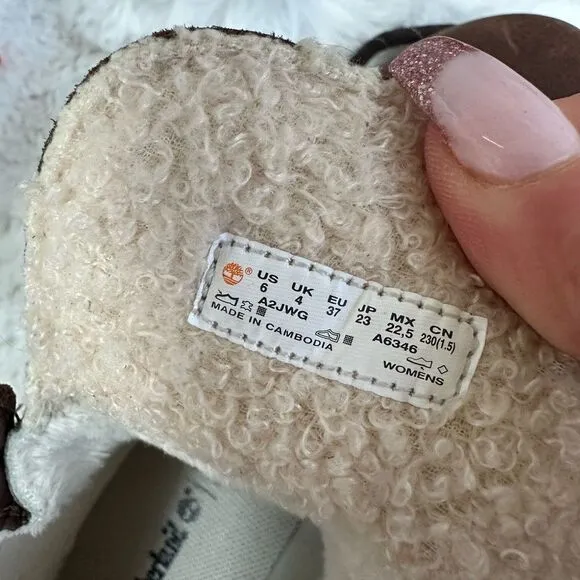 US UK EU JP MX CN
6 4 37 23 22,5 230(1.5)
A2JWG A6346
MADE IN CAMBODIA WOMENS